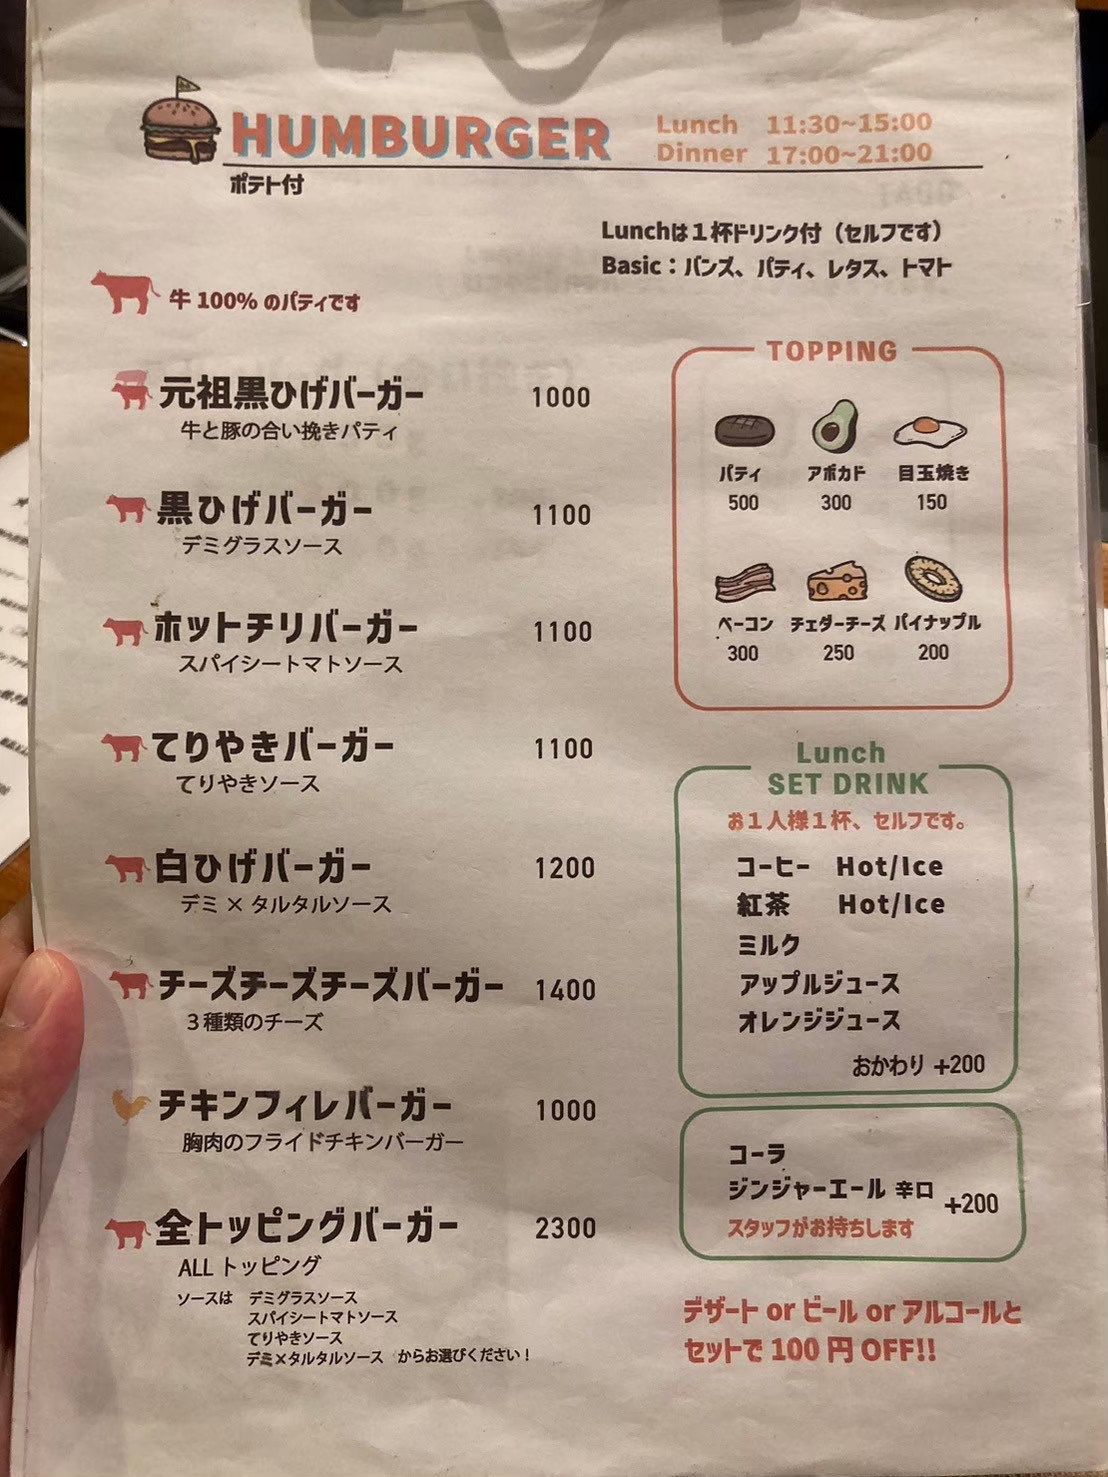 HUMBURGER
Lunch 11:30~15:00
Dinner 17:00~21:00
ポテト付
Lunchは１杯ドリンク付（セルフです）
Basic：バンズ、パティ、レタス、トマト
牛 100% のパティです
元祖黒ひげバーガー 1000
牛と豚の合い挽きパティ
黒ひげバーガー 1100
デミグラスソース
ホットチリバーガー 1100
スパイシートマトソース
てりやきバーガー 1100
てりやきソース
白ひげバーガー 1200
デミ×タルタルソース
チーズチーズチーズバーガー 1400
３種類のチーズ
チキンフィレバーガー 1000
胸肉のフライドチキンバーガー
全トッピングバーガー 2300
ALL トッピング
ソースは デミグラスソース
スパイシートマトソース
てりやきソース
デミ×タルタルソース からお選びください！
TOPPING
パティ アボカド 目玉焼き
500 300 150
ベーコン チェダーチーズ パイナップル
300 250 200
Lunch
SET DRINK
お１人様１杯、セルフです。
コーヒー Hot/Ice
紅茶 Hot/Ice
ミルク
アップルジュース
オレンジジュース
おかわり +200
コーラ
ジンジャーエール 辛口 +200
スタッフがお持ちします
デザート or ビール or アルコールと
セットで 100 円 OFF!!